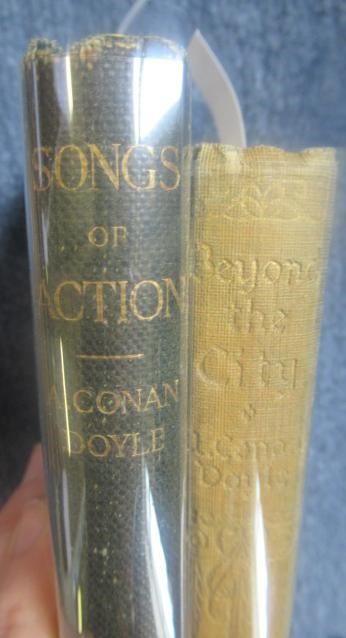 SONGS
OF
ACTION
A. CONAN
DOYLE
Beyond
the
City
A. Conan
Doyle